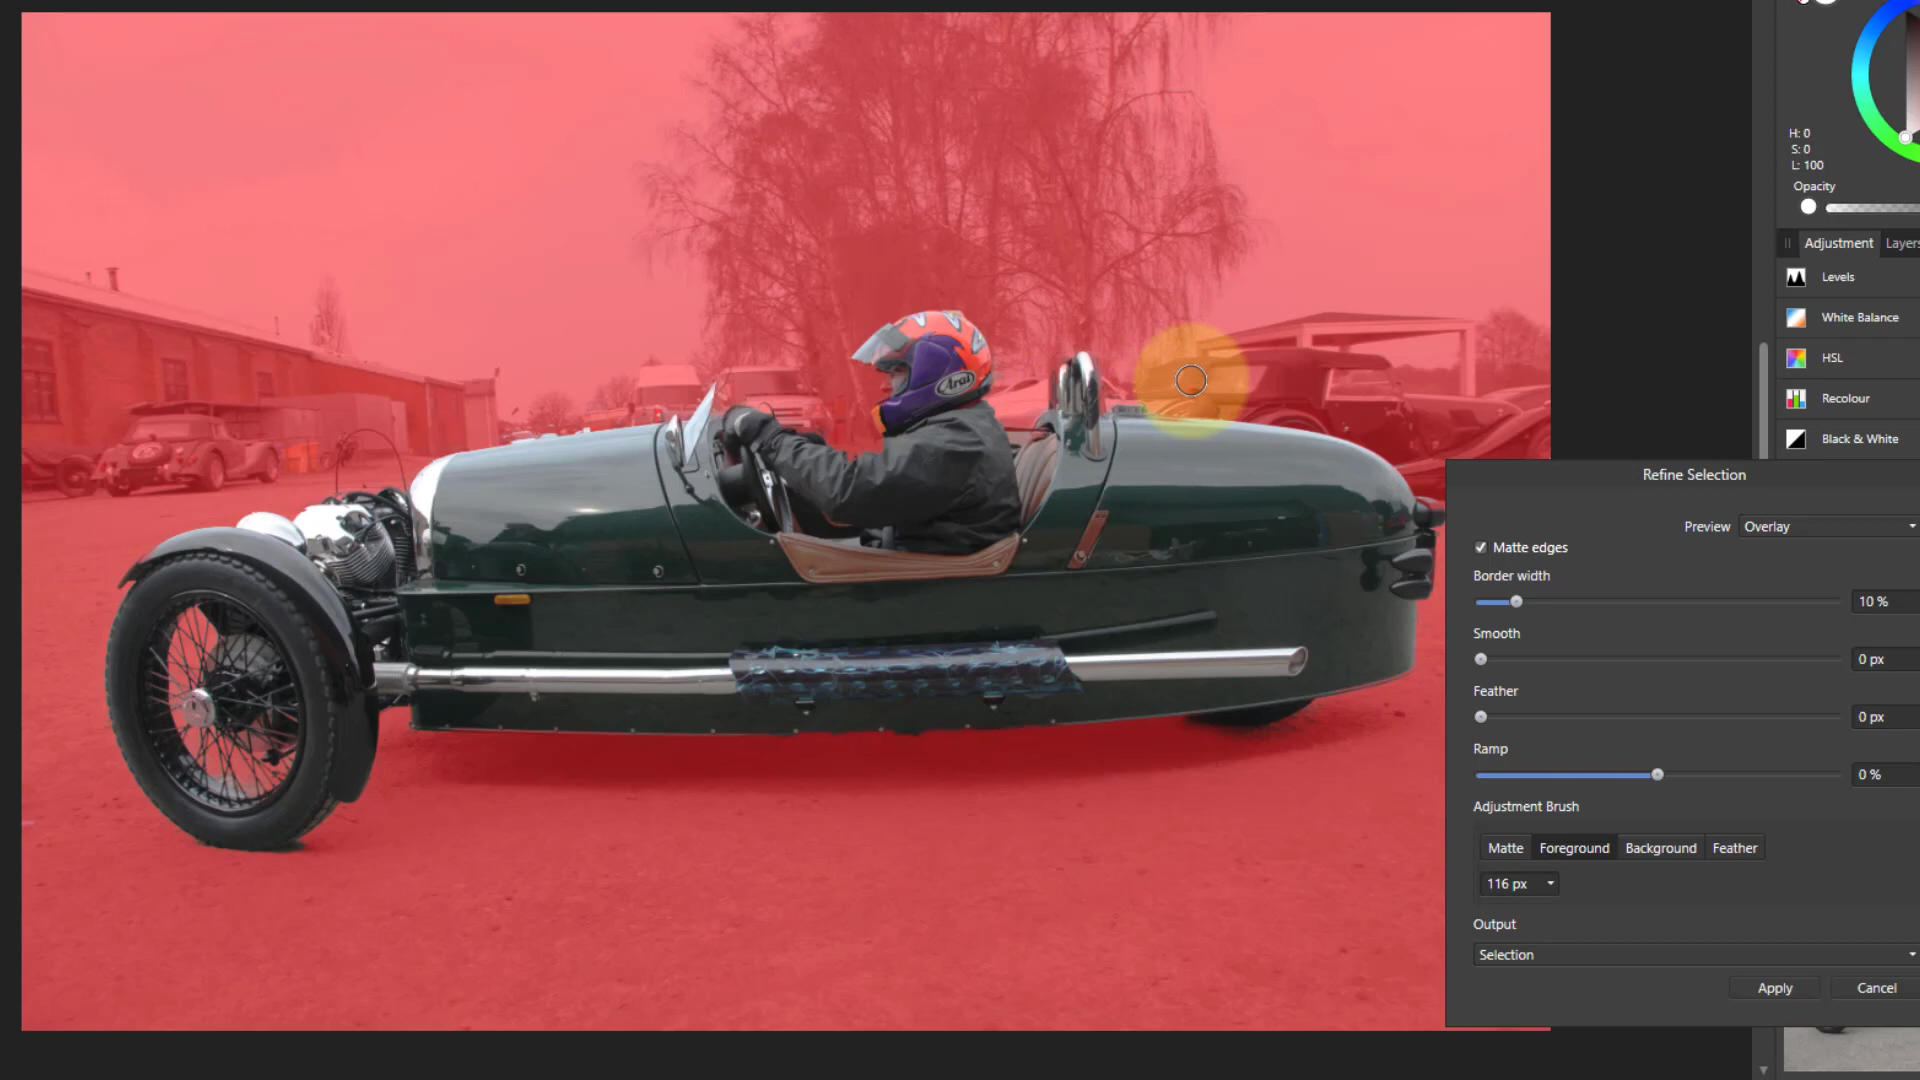 H: 0
S: 0
L: 100
Opacity
Adjustment Layers
Levels
White Balance
HSL
Recolour
Black & White
Arai
Refine Selection
Preview Overlay
Matte edges
Border width
10 %
Smooth
0 px
Feather
0 px
Ramp
0 %
Adjustment Brush
Matte Foreground Background Feather
116 px
Output
Selection
Apply Cancel